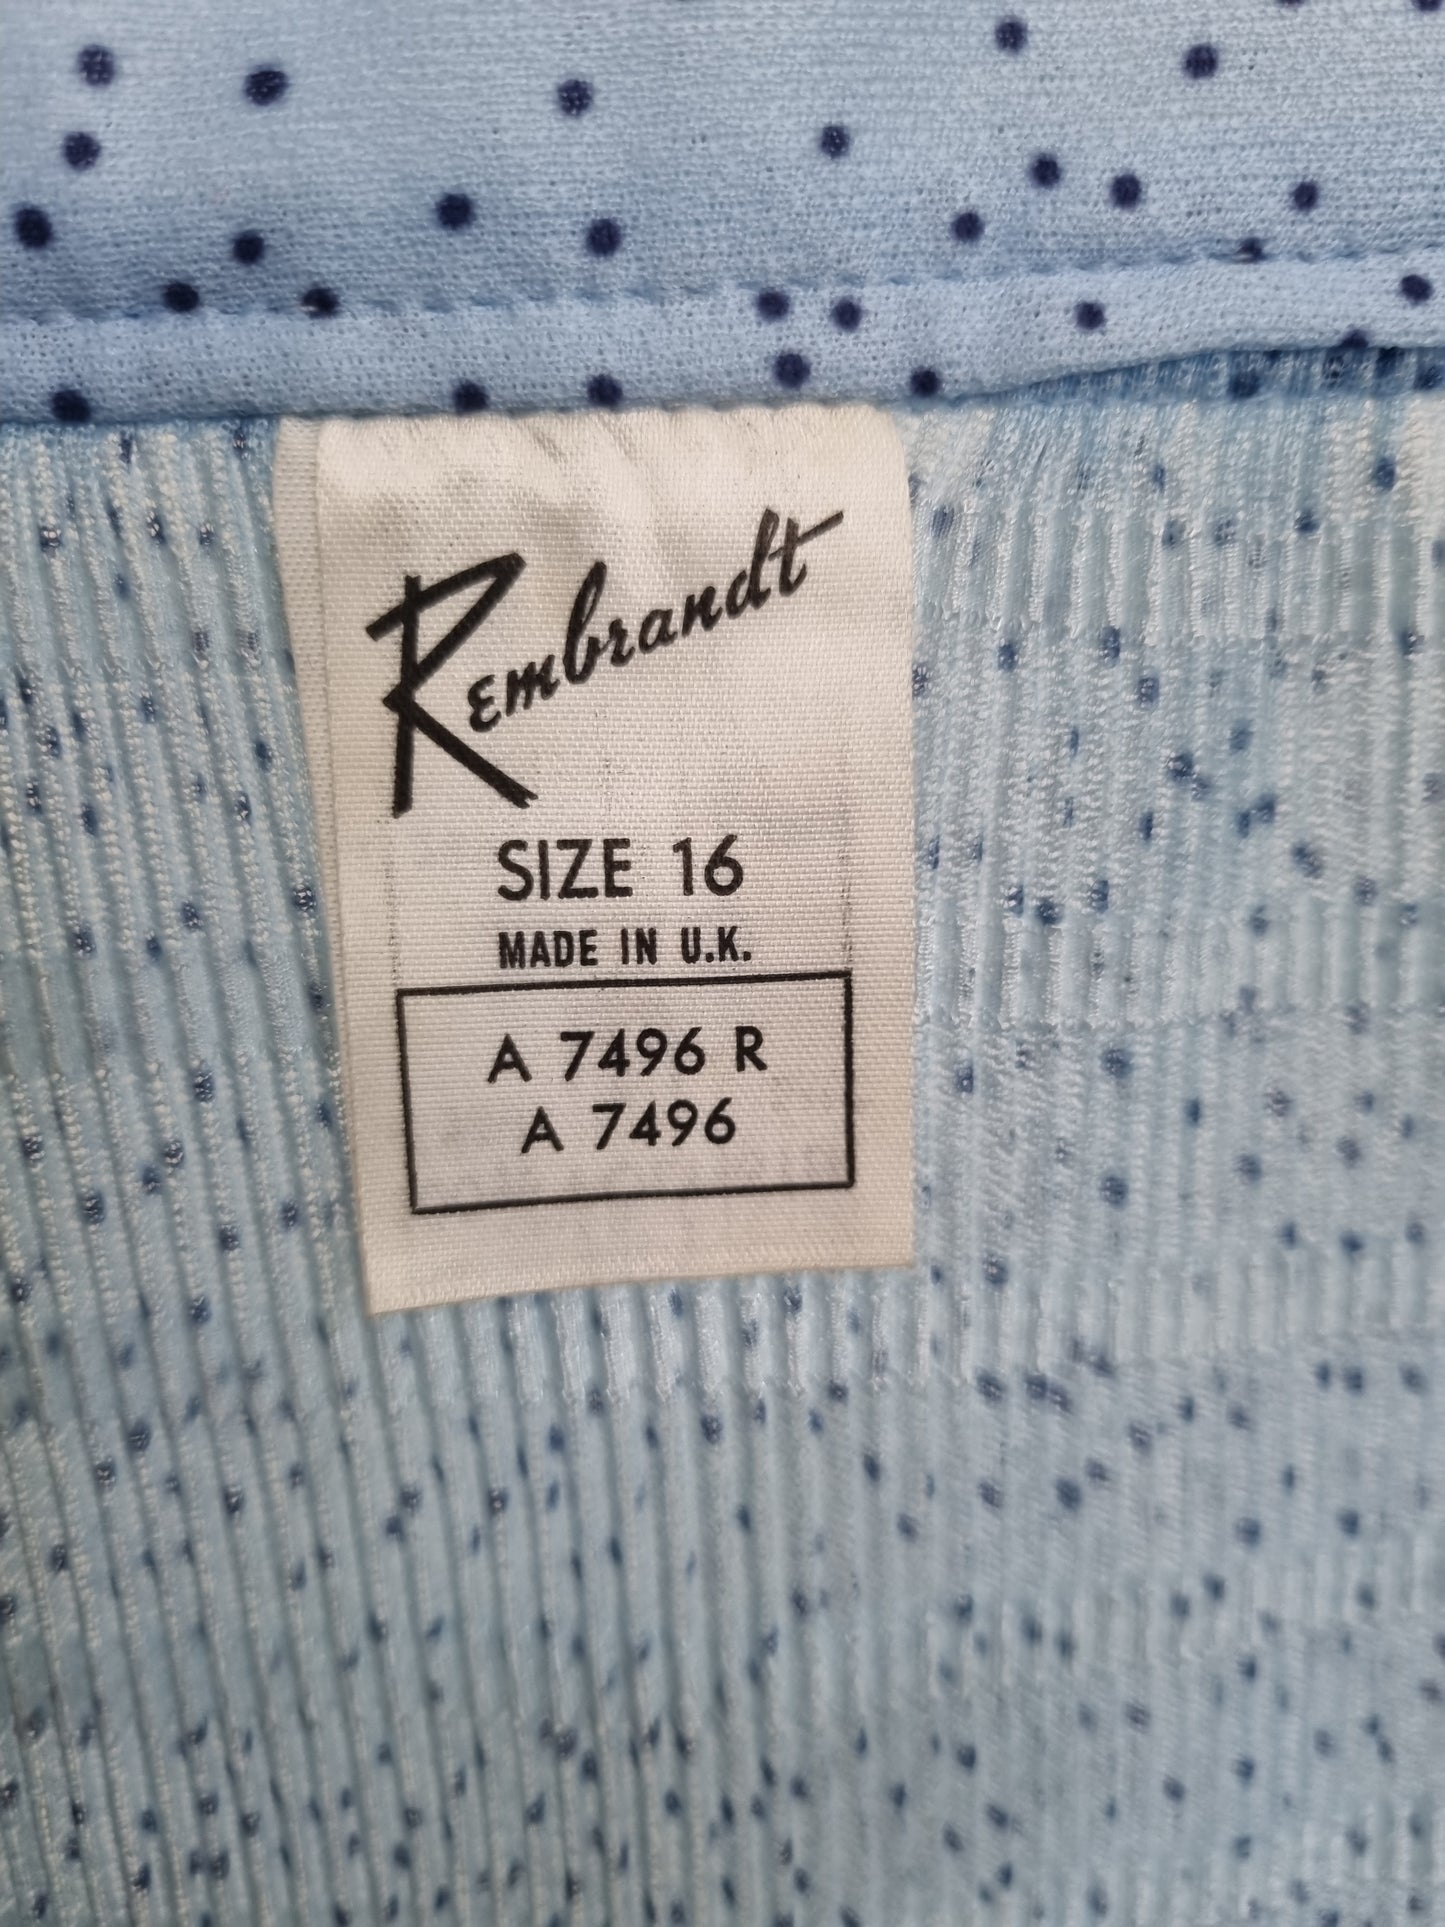 Rembrandt
SIZE 16
MADE IN U.K.
A 7496 R
A 7496